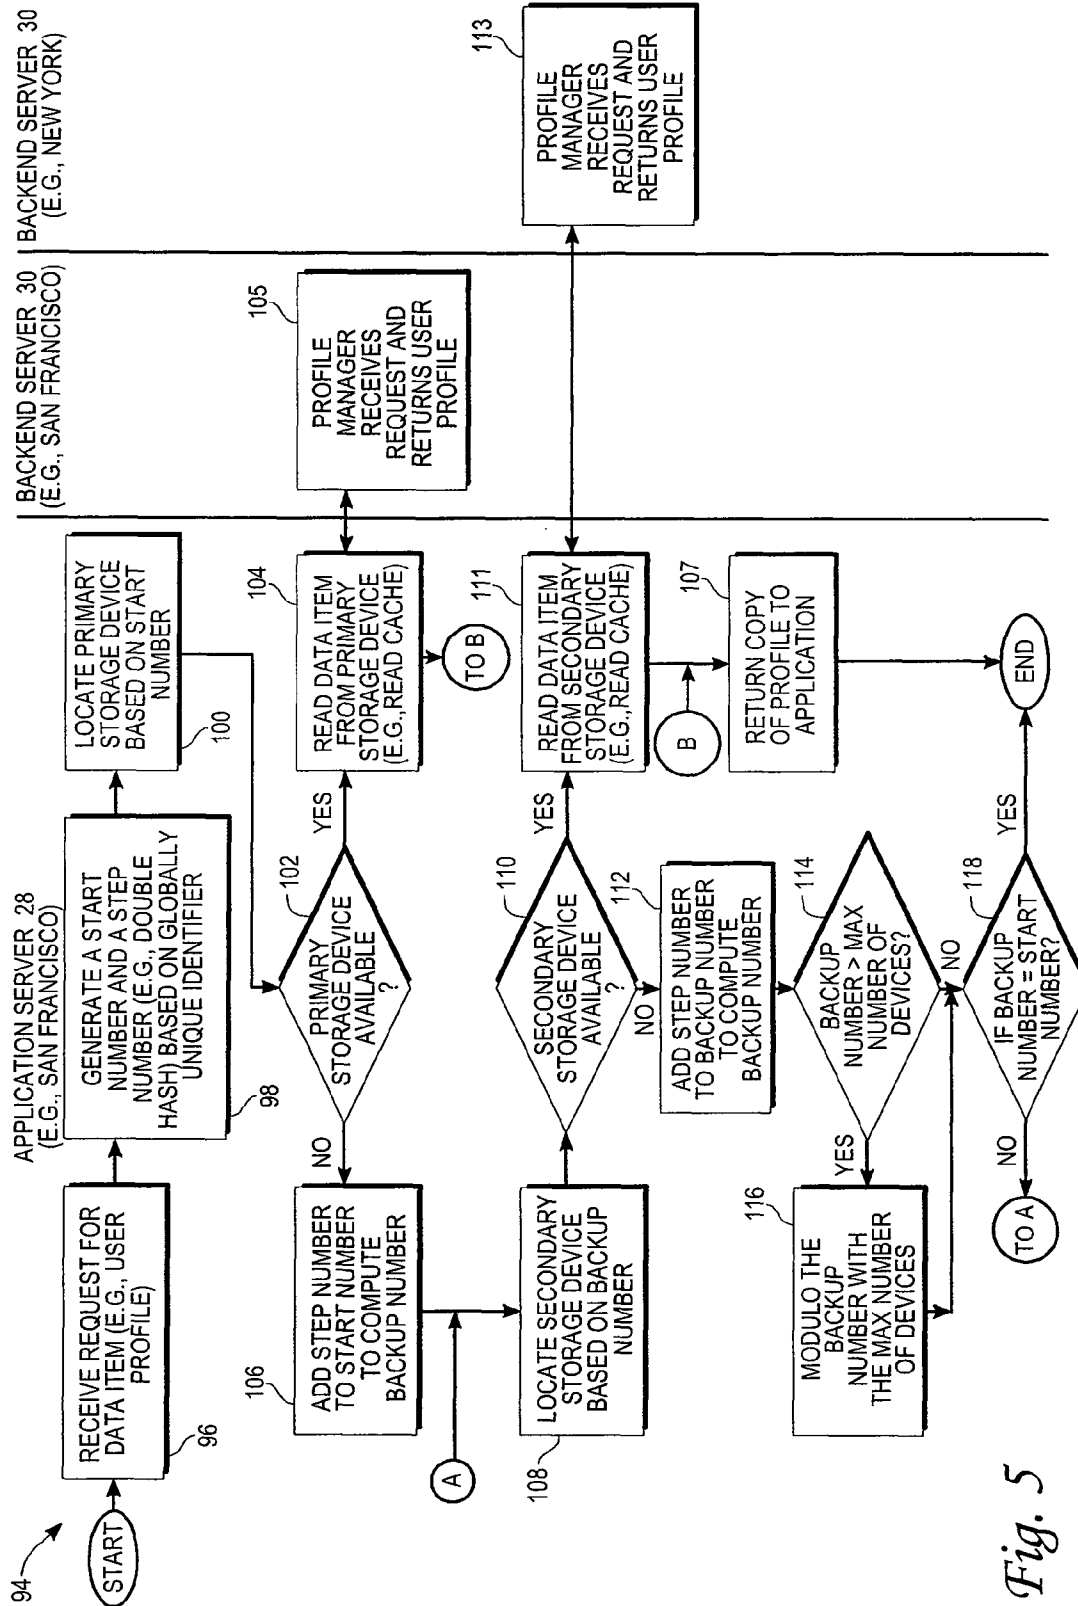 94
APPLICATION SERVER 28
(E.G., SAN FRANCISCO)
BACKEND SERVER 30
(E.G., SAN FRANCISCO)
BACKEND SERVER 30
(E.G., NEW YORK)
START
RECEIVE REQUEST FOR
DATA ITEM (E.G., USER
PROFILE)
96
GENERATE A START
NUMBER AND A STEP
NUMBER (E.G., DOUBLE
HASH) BASED ON GLOBALLY
UNIQUE IDENTIFIER
98
LOCATE PRIMARY
STORAGE DEVICE
BASED ON START
NUMBER
100
102
PRIMARY
STORAGE DEVICE
AVAILABLE
?
YES
NO
104
READ DATA ITEM
FROM PRIMARY
STORAGE DEVICE
(E.G.,READ CACHE)
TO B
105
PROFILE
MANAGER
RECEIVES
REQUEST AND
RETURNS USER
PROFILE
106
ADD STEP NUMBER
TO START NUMBER
TO COMPUTE
BACKUP NUMBER
A
108
LOCATE SECONDARY
STORAGE DEVICE
BASED ON BACKUP
NUMBER
110
SECONDARY
STORAGE DEVICE
AVAILABLE
?
YES
NO
111
READ DATA ITEM
FROM SECONDARY
STORAGE DEVICE
(E.G.,READ CACHE)
113
PROFILE
MANAGER
RECEIVES
REQUEST AND
RETURNS USER
PROFILE
B
107
RETURN COPY
OF PROFILE TO
APPLICATION
112
ADD STEP NUMBER
TO BACKUP NUMBER
TO COMPUTE
BACKUP NUMBER
114
BACKUP
NUMBER > MAX
NUMBER OF
DEVICES?
YES
NO
116
MODULO THE
BACKUP
NUMBER WITH
THE MAX NUMBER
OF DEVICES
118
IF BACKUP
NUMBER = START
NUMBER?
YES
NO
TO A
END
Fig. 5